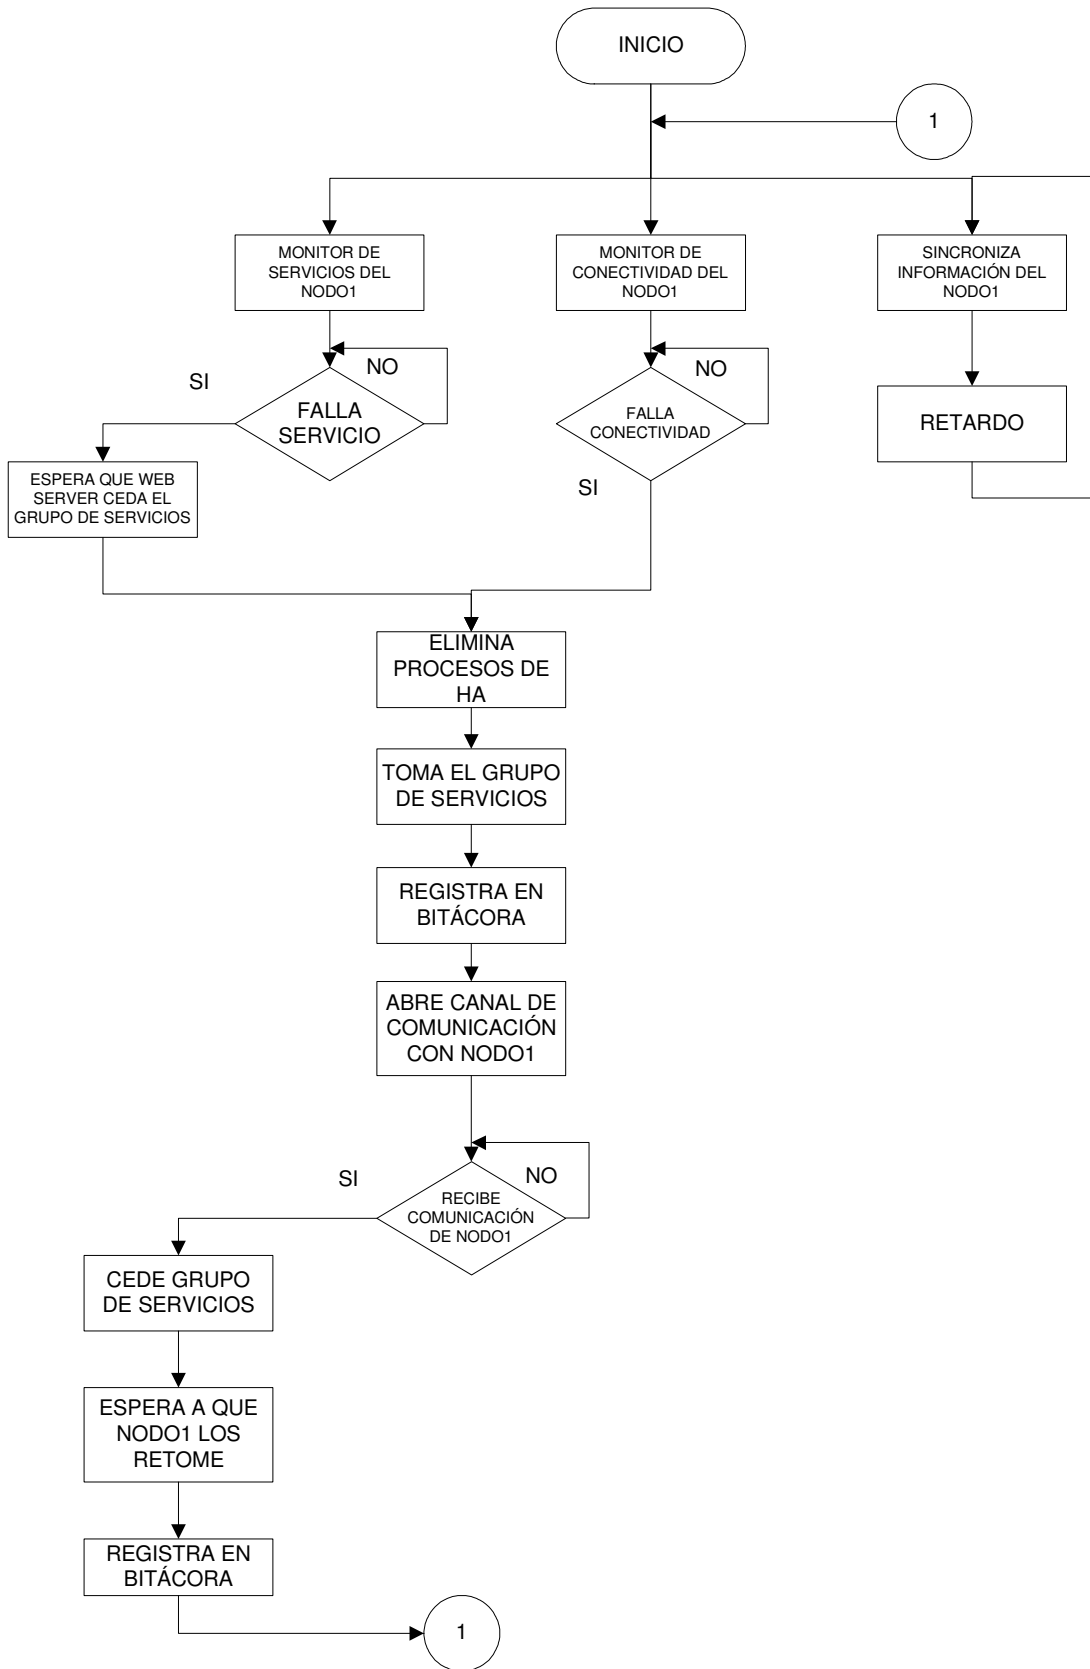 INICIO
1
MONITOR DE
SERVICIOS DEL
NODO1
MONITOR DE
CONECTIVIDAD DEL
NODO1
SINCRONIZA
INFORMACIÓN DEL
NODO1
SI
NO
FALLA
SERVICIO
NO
FALLA
CONECTIVIDAD
SI
RETARDO
ESPERA QUE WEB
SERVER CEDA EL
GRUPO DE SERVICIOS
ELIMINA
PROCESOS DE
HA
TOMA EL GRUPO
DE SERVICIOS
REGISTRA EN
BITÁCORA
ABRE CANAL DE
COMUNICACIÓN
CON NODO1
SI
NO
RECIBE
COMUNICACIÓN
DE NODO1
CEDE GRUPO
DE SERVICIOS
ESPERA A QUE
NODO1 LOS
RETOME
REGISTRA EN
BITÁCORA
1